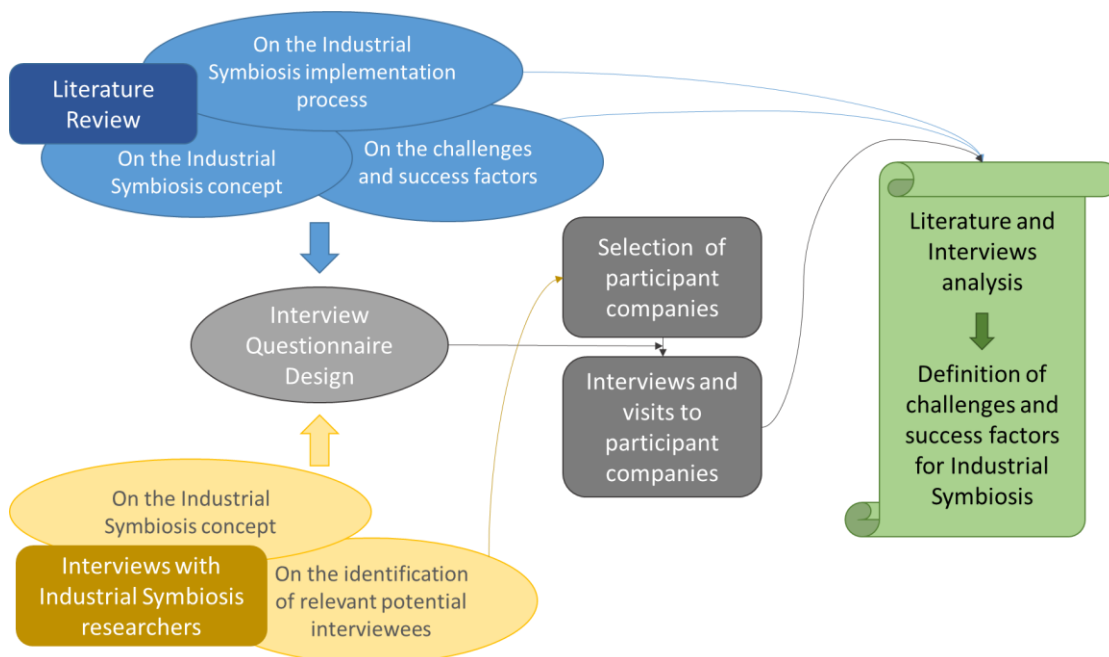 On the Industrial
Symbiosis implementation
process
Literature
Review
On the Industrial
Symbiosis concept
On the challenges
and success factors
Interview
Questionnaire
Design
Selection of
participant
companies
Interviews and
visits to
participant
companies
Literature and
Interviews
analysis
Definition of
challenges and
success factors
for Industrial
Symbiosis
On the Industrial
Symbiosis concept
Interviews with
Industrial Symbiosis
researchers
On the identification
of relevant potential
interviewees